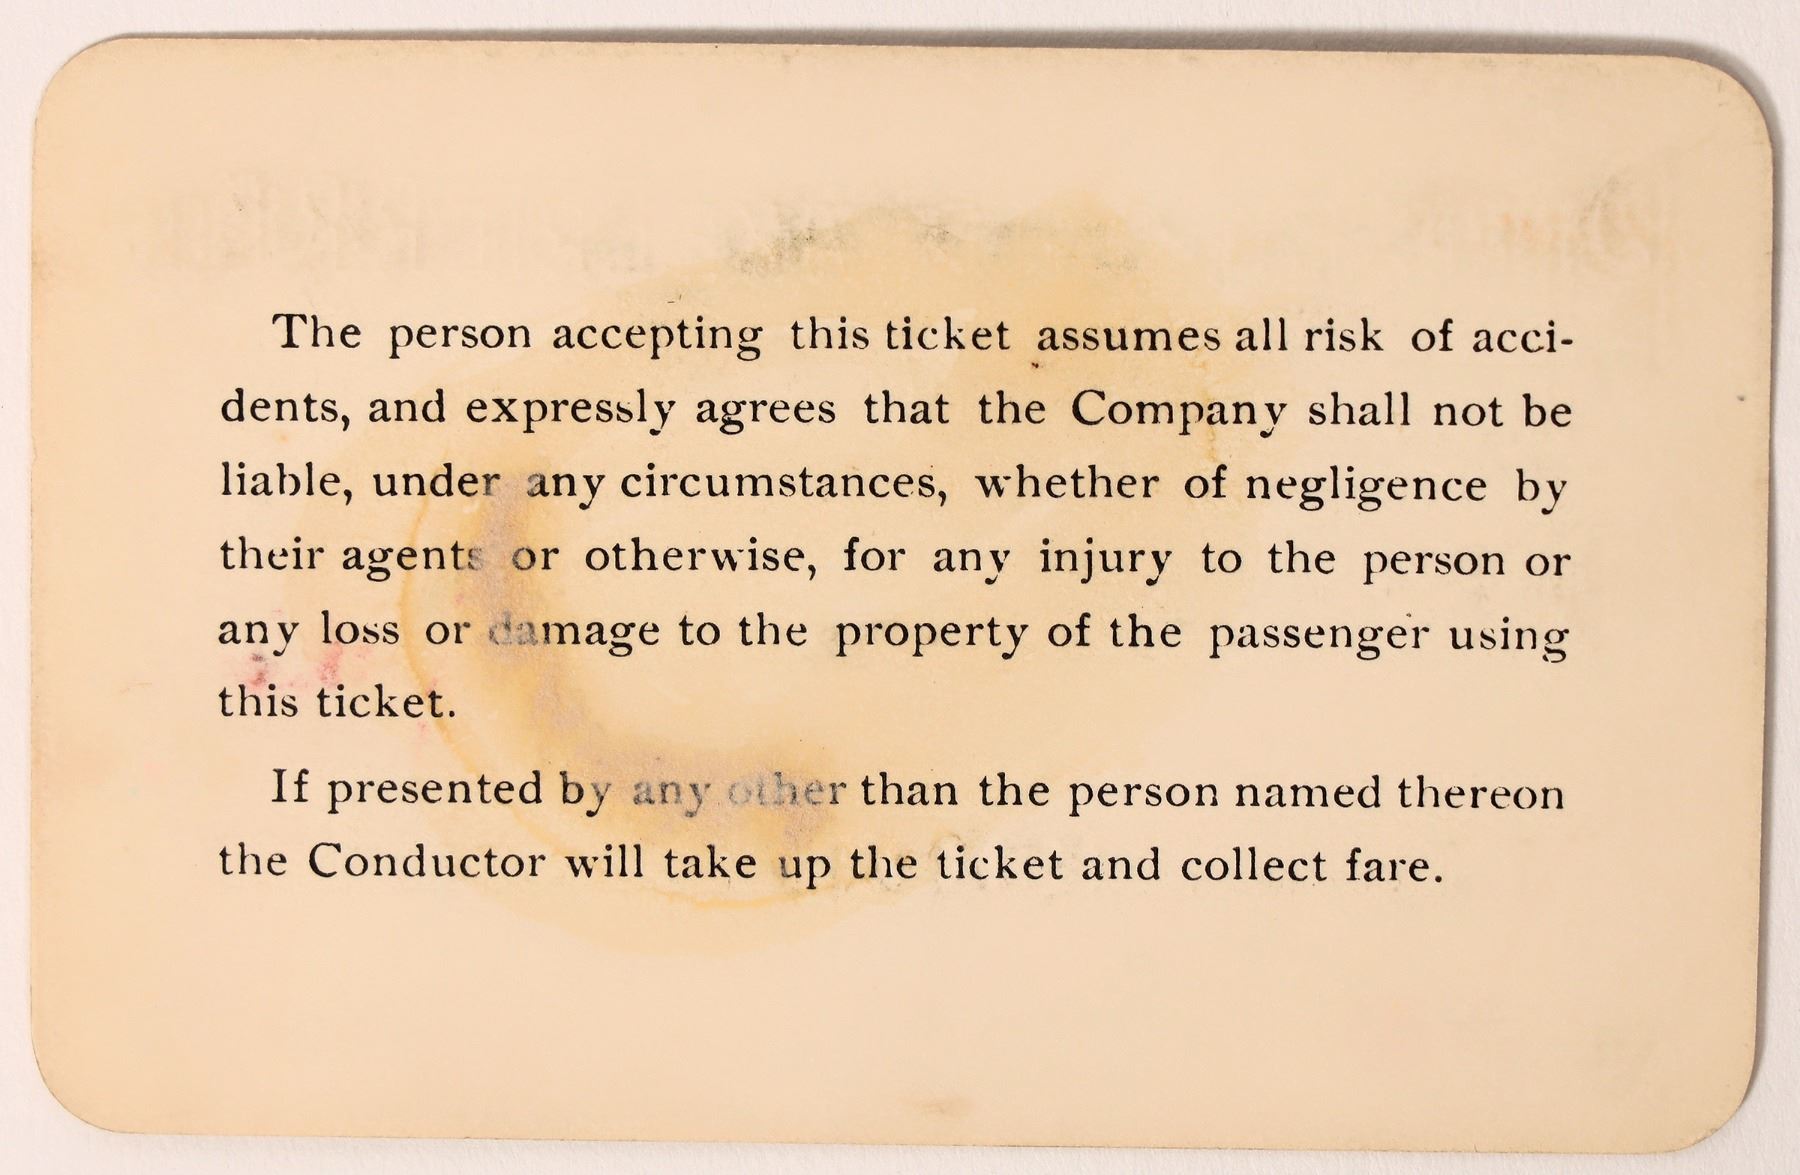 The person accepting this ticket assumes all risk of acci-
dents, and expressly agrees that the Company shall not be
liable, under any circumstances, whether of negligence by
their agents or otherwise, for any injury to the person or
any loss or damage to the property of the passenger using
this ticket.
If presented by any other than the person named thereon
the Conductor will take up the ticket and collect fare.